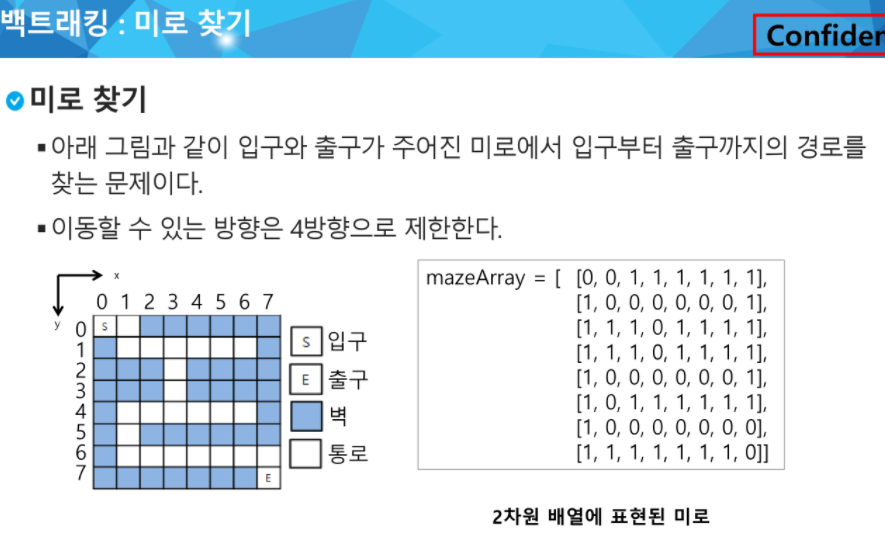 백트래킹 : 미로 찾기
Confiden
미로 찾기
▪아래 그림과 같이 입구와 출구가 주어진 미로에서 입구부터 출구까지의 경로를
찾는 문제이다.
▪이동할 수 있는 방향은 4방향으로 제한한다.
x
y
0 1 2 3 4 5 6 7
0 S
1
2
3
4
5
6
7 E
S 입구
E 출구
벽
통로
mazeArray = [ [0, 0, 1, 1, 1, 1, 1, 1],
[1, 0, 0, 0, 0, 0, 0, 1],
[1, 1, 1, 0, 1, 1, 1, 1],
[1, 1, 1, 0, 1, 1, 1, 1],
[1, 0, 0, 0, 0, 0, 0, 1],
[1, 0, 1, 1, 1, 1, 1, 1],
[1, 0, 0, 0, 0, 0, 0, 0],
[1, 1, 1, 1, 1, 1, 1, 0]]
2차원 배열에 표현된 미로